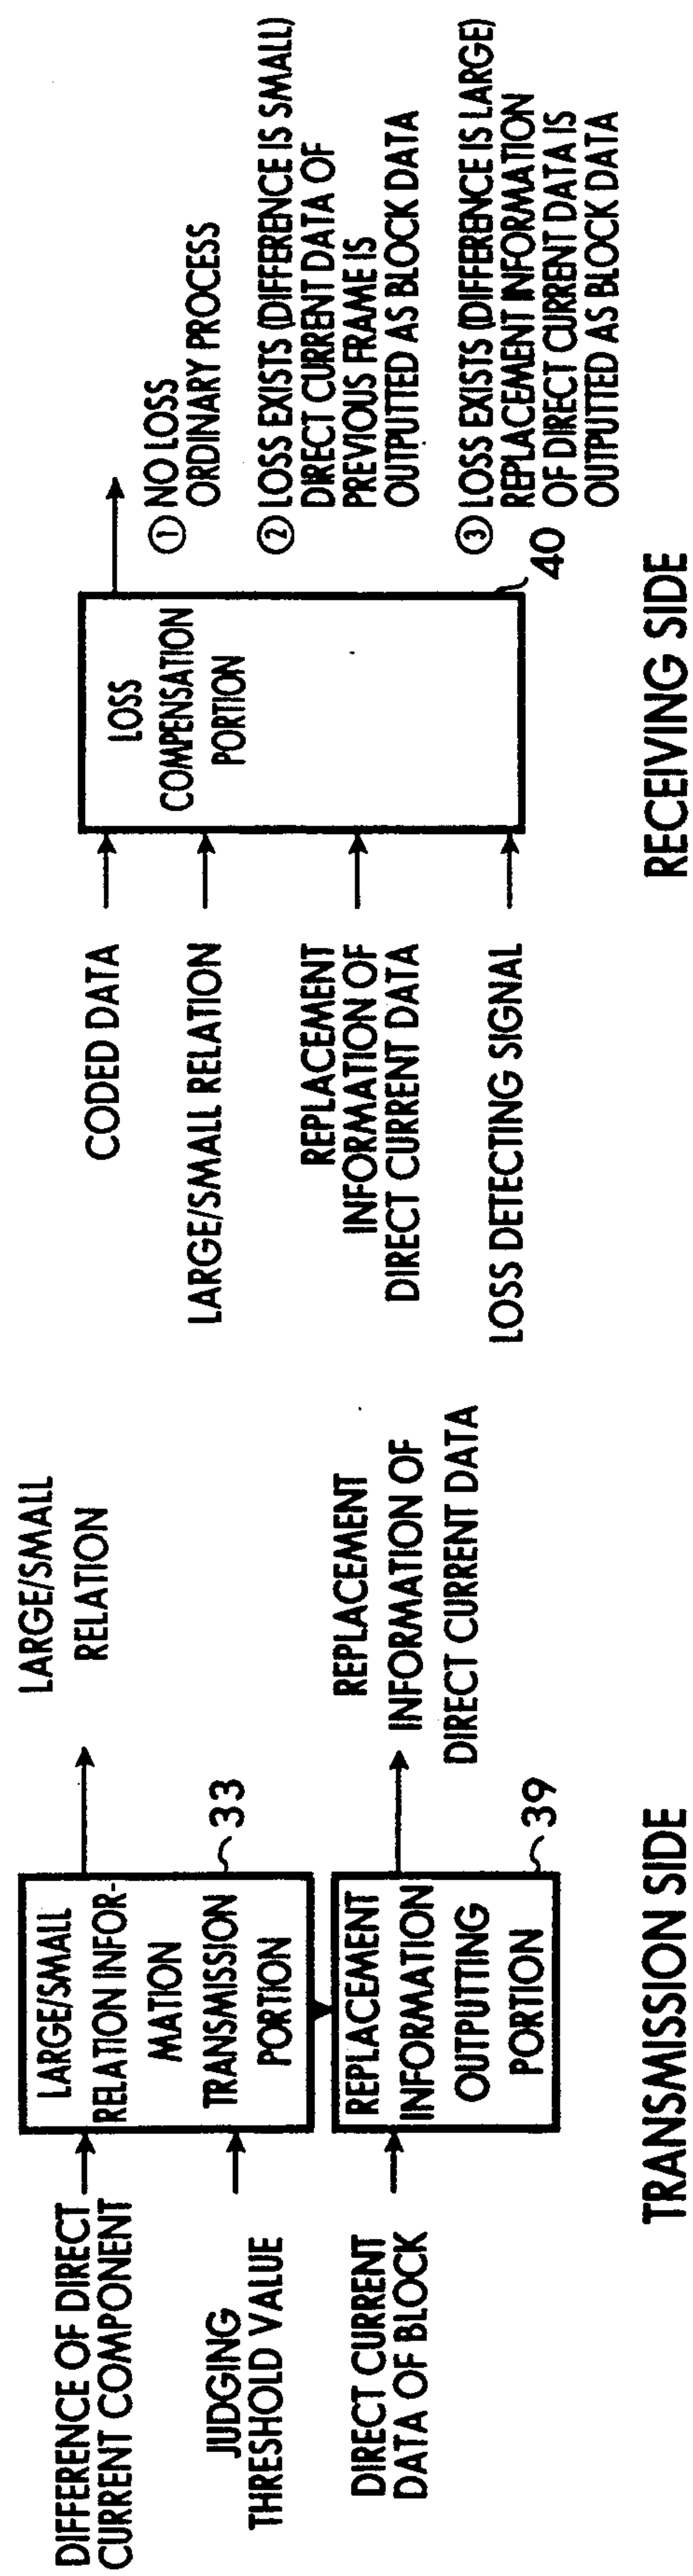 DIFFERENCE OF DIRECT
CURRENT COMPONENT
JUDGING
THRESHOLD VALUE
DIRECT CURRENT
DATA OF BLOCK
LARGE/SMALL
RELATION INFOR-
MATION
TRANSMISSION
PORTION
33
REPLACEMENT
INFORMATION
OUTPUTTING
PORTION
39
LARGE/SMALL
RELATION
REPLACEMENT
INFORMATION OF
DIRECT CURRENT DATA
TRANSMISSION SIDE
CODED DATA
LARGE/SMALL RELATION
REPLACEMENT
INFORMATION OF
DIRECT CURRENT DATA
LOSS DETECTING SIGNAL
LOSS
COMPENSATION
PORTION
40
① NO LOSS
ORDINARY PROCESS
② LOSS EXISTS (DIFFERENCE IS SMALL)
DIRECT CURRENT DATA OF
PREVIOUS FRAME IS
OUTPUTTED AS BLOCK DATA
③ LOSS EXISTS (DIFFERENCE IS LARGE)
REPLACEMENT INFORMATION
OF DIRECT CURRENT DATA IS
OUTPUTTED AS BLOCK DATA
RECEIVING SIDE